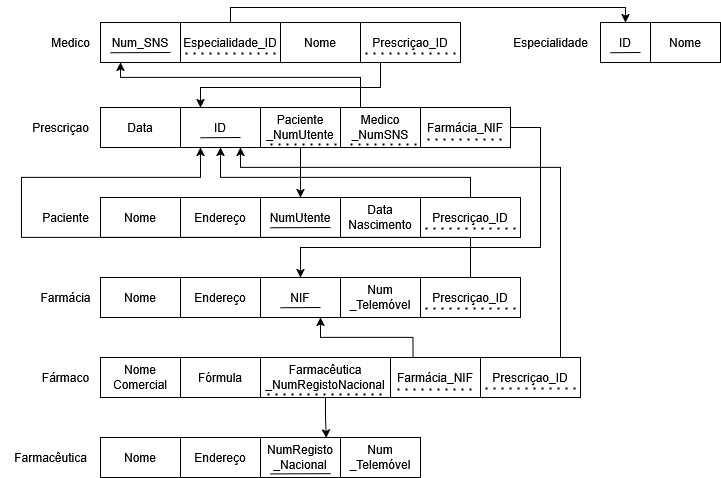 Medico Num_SNS Especialidade_ID Nome Prescriçao_ID Especialidade ID Nome
Prescriçao Data ID Paciente
_NumUtente Medico
_NumSNS Farmácia_NIF
Paciente Nome Endereço NumUtente Data
Nascimento Prescriçao_ID
Farmácia Nome Endereço NIF Num
_Telemóvel Prescriçao_ID
Fármaco Nome
Comercial Fórmula Farmacêutica
_NumRegistoNacional Farmácia_NIF Prescriçao_ID
Farmacêutica Nome Endereço NumRegisto
_Nacional Num
_Telemóvel